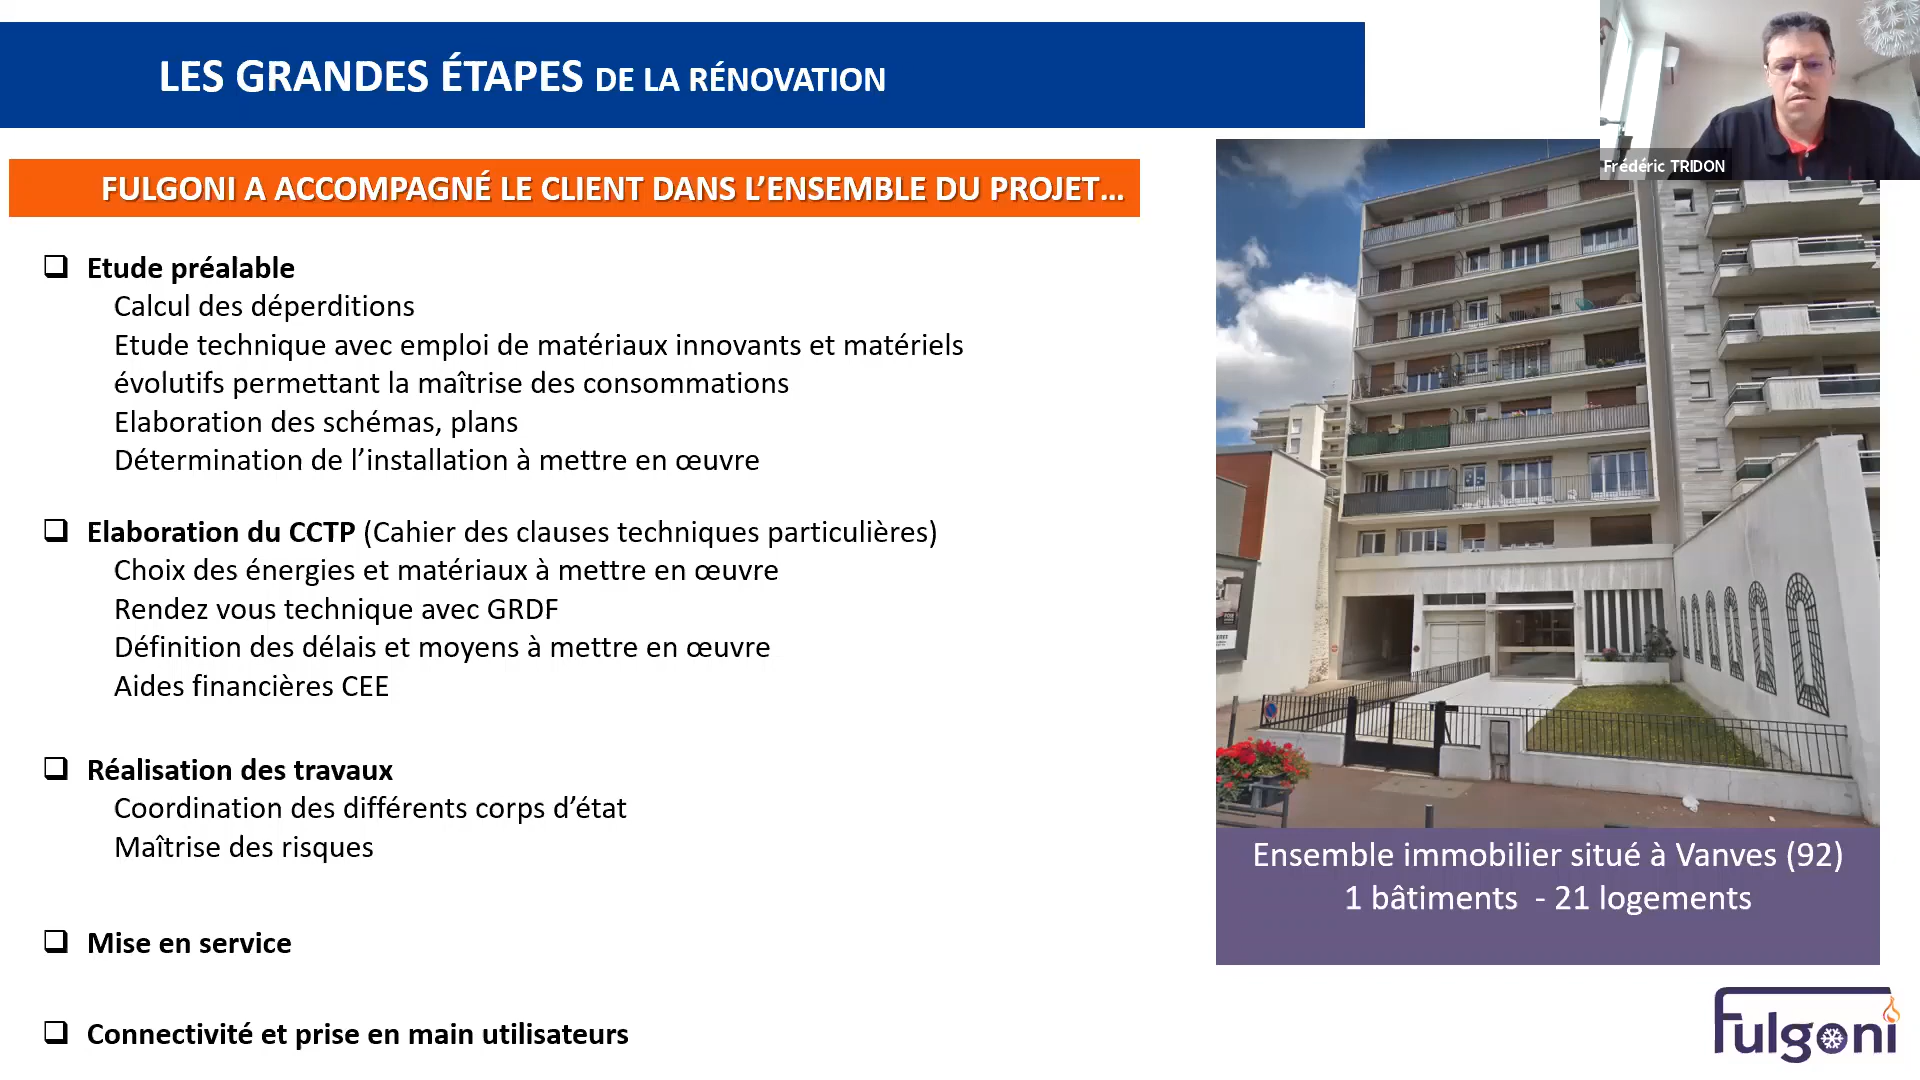 LES GRANDES ÉTAPES DE LA RÉNOVATION
Frédéric TRIDON
FULGONI A ACCOMPAGNÉ LE CLIENT DANS L’ENSEMBLE DU PROJET…
Etude préalable
Calcul des déperditions
Etude technique avec emploi de matériaux innovants et matériels
évolutifs permettant la maîtrise des consommations
Elaboration des schémas, plans
Détermination de l’installation à mettre en œuvre
Elaboration du CCTP (Cahier des clauses techniques particulières)
Choix des énergies et matériaux à mettre en œuvre
Rendez vous technique avec GRDF
Définition des délais et moyens à mettre en œuvre
Aides financières CEE
Réalisation des travaux
Coordination des différents corps d’état
Maîtrise des risques
Mise en service
Connectivité et prise en main utilisateurs
Ensemble immobilier situé à Vanves (92)
1 bâtiments - 21 logements
Fulgoni